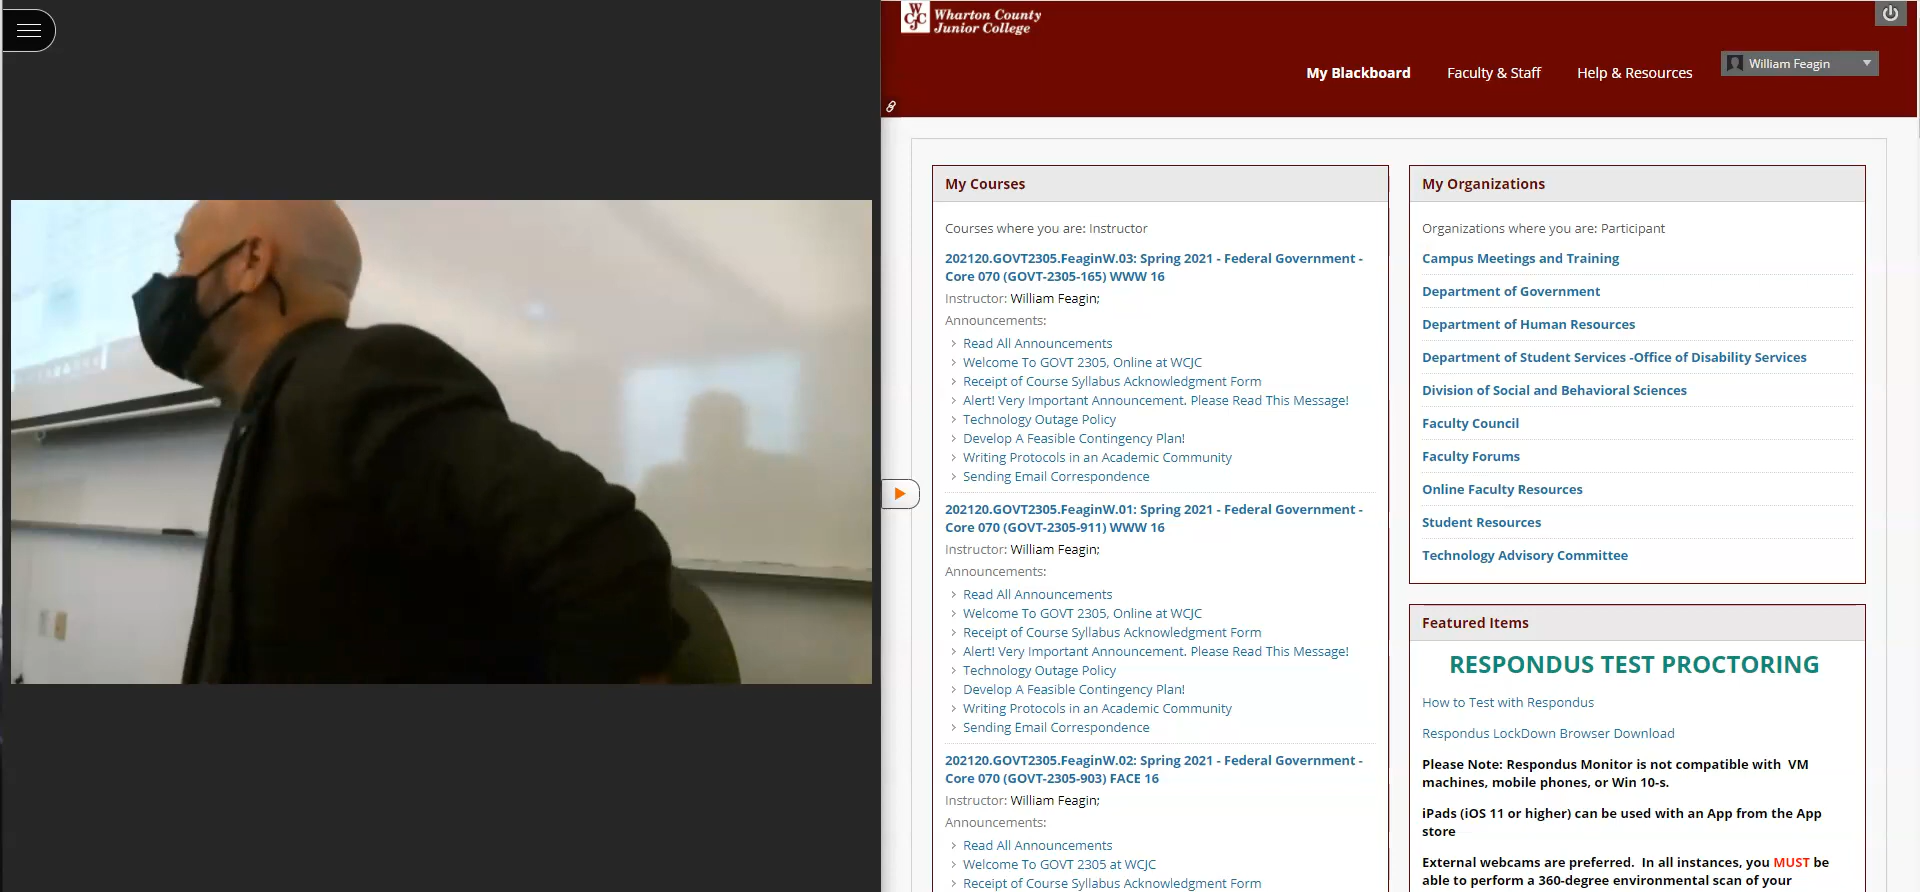 WCJC
Wharton County
Junior College
My Blackboard
Faculty & Staff
Help & Resources
William Feagin
My Courses
Courses where you are: Instructor
202120.GOVT2305.FeaginW.03: Spring 2021 - Federal Government -
Core 070 (GOVT-2305-165) WWW 16
Instructor: William Feagin;
Announcements:
Read All Announcements
Welcome To GOVT 2305, Online at WCJC
Receipt of Course Syllabus Acknowledgment Form
Alert! Very Important Announcement. Please Read This Message!
Technology Outage Policy
Develop A Feasible Contingency Plan!
Writing Protocols in an Academic Community
Sending Email Correspondence
202120.GOVT2305.FeaginW.01: Spring 2021 - Federal Government -
Core 070 (GOVT-2305-911) WWW 16
Instructor: William Feagin;
Announcements:
Read All Announcements
Welcome To GOVT 2305, Online at WCJC
Receipt of Course Syllabus Acknowledgment Form
Alert! Very Important Announcement. Please Read This Message!
Technology Outage Policy
Develop A Feasible Contingency Plan!
Writing Protocols in an Academic Community
Sending Email Correspondence
202120.GOVT2305.FeaginW.02: Spring 2021 - Federal Government -
Core 070 (GOVT-2305-903) FACE 16
Instructor: William Feagin;
Announcements:
Read All Announcements
Welcome To GOVT 2305 at WCJC
Receipt of Course Syllabus Acknowledgment Form
My Organizations
Organizations where you are: Participant
Campus Meetings and Training
Department of Government
Department of Human Resources
Department of Student Services -Office of Disability Services
Division of Social and Behavioral Sciences
Faculty Council
Faculty Forums
Online Faculty Resources
Student Resources
Technology Advisory Committee
Featured Items
RESPONDUS TEST PROCTORING
How to Test with Respondus
Respondus LockDown Browser Download
Please Note: Respondus Monitor is not compatible with VM
machines, mobile phones, or Win 10-s.
iPads (iOS 11 or higher) can be used with an App from the App
store
External webcams are preferred. In all instances, you MUST be
able to perform a 360-degree environmental scan of your